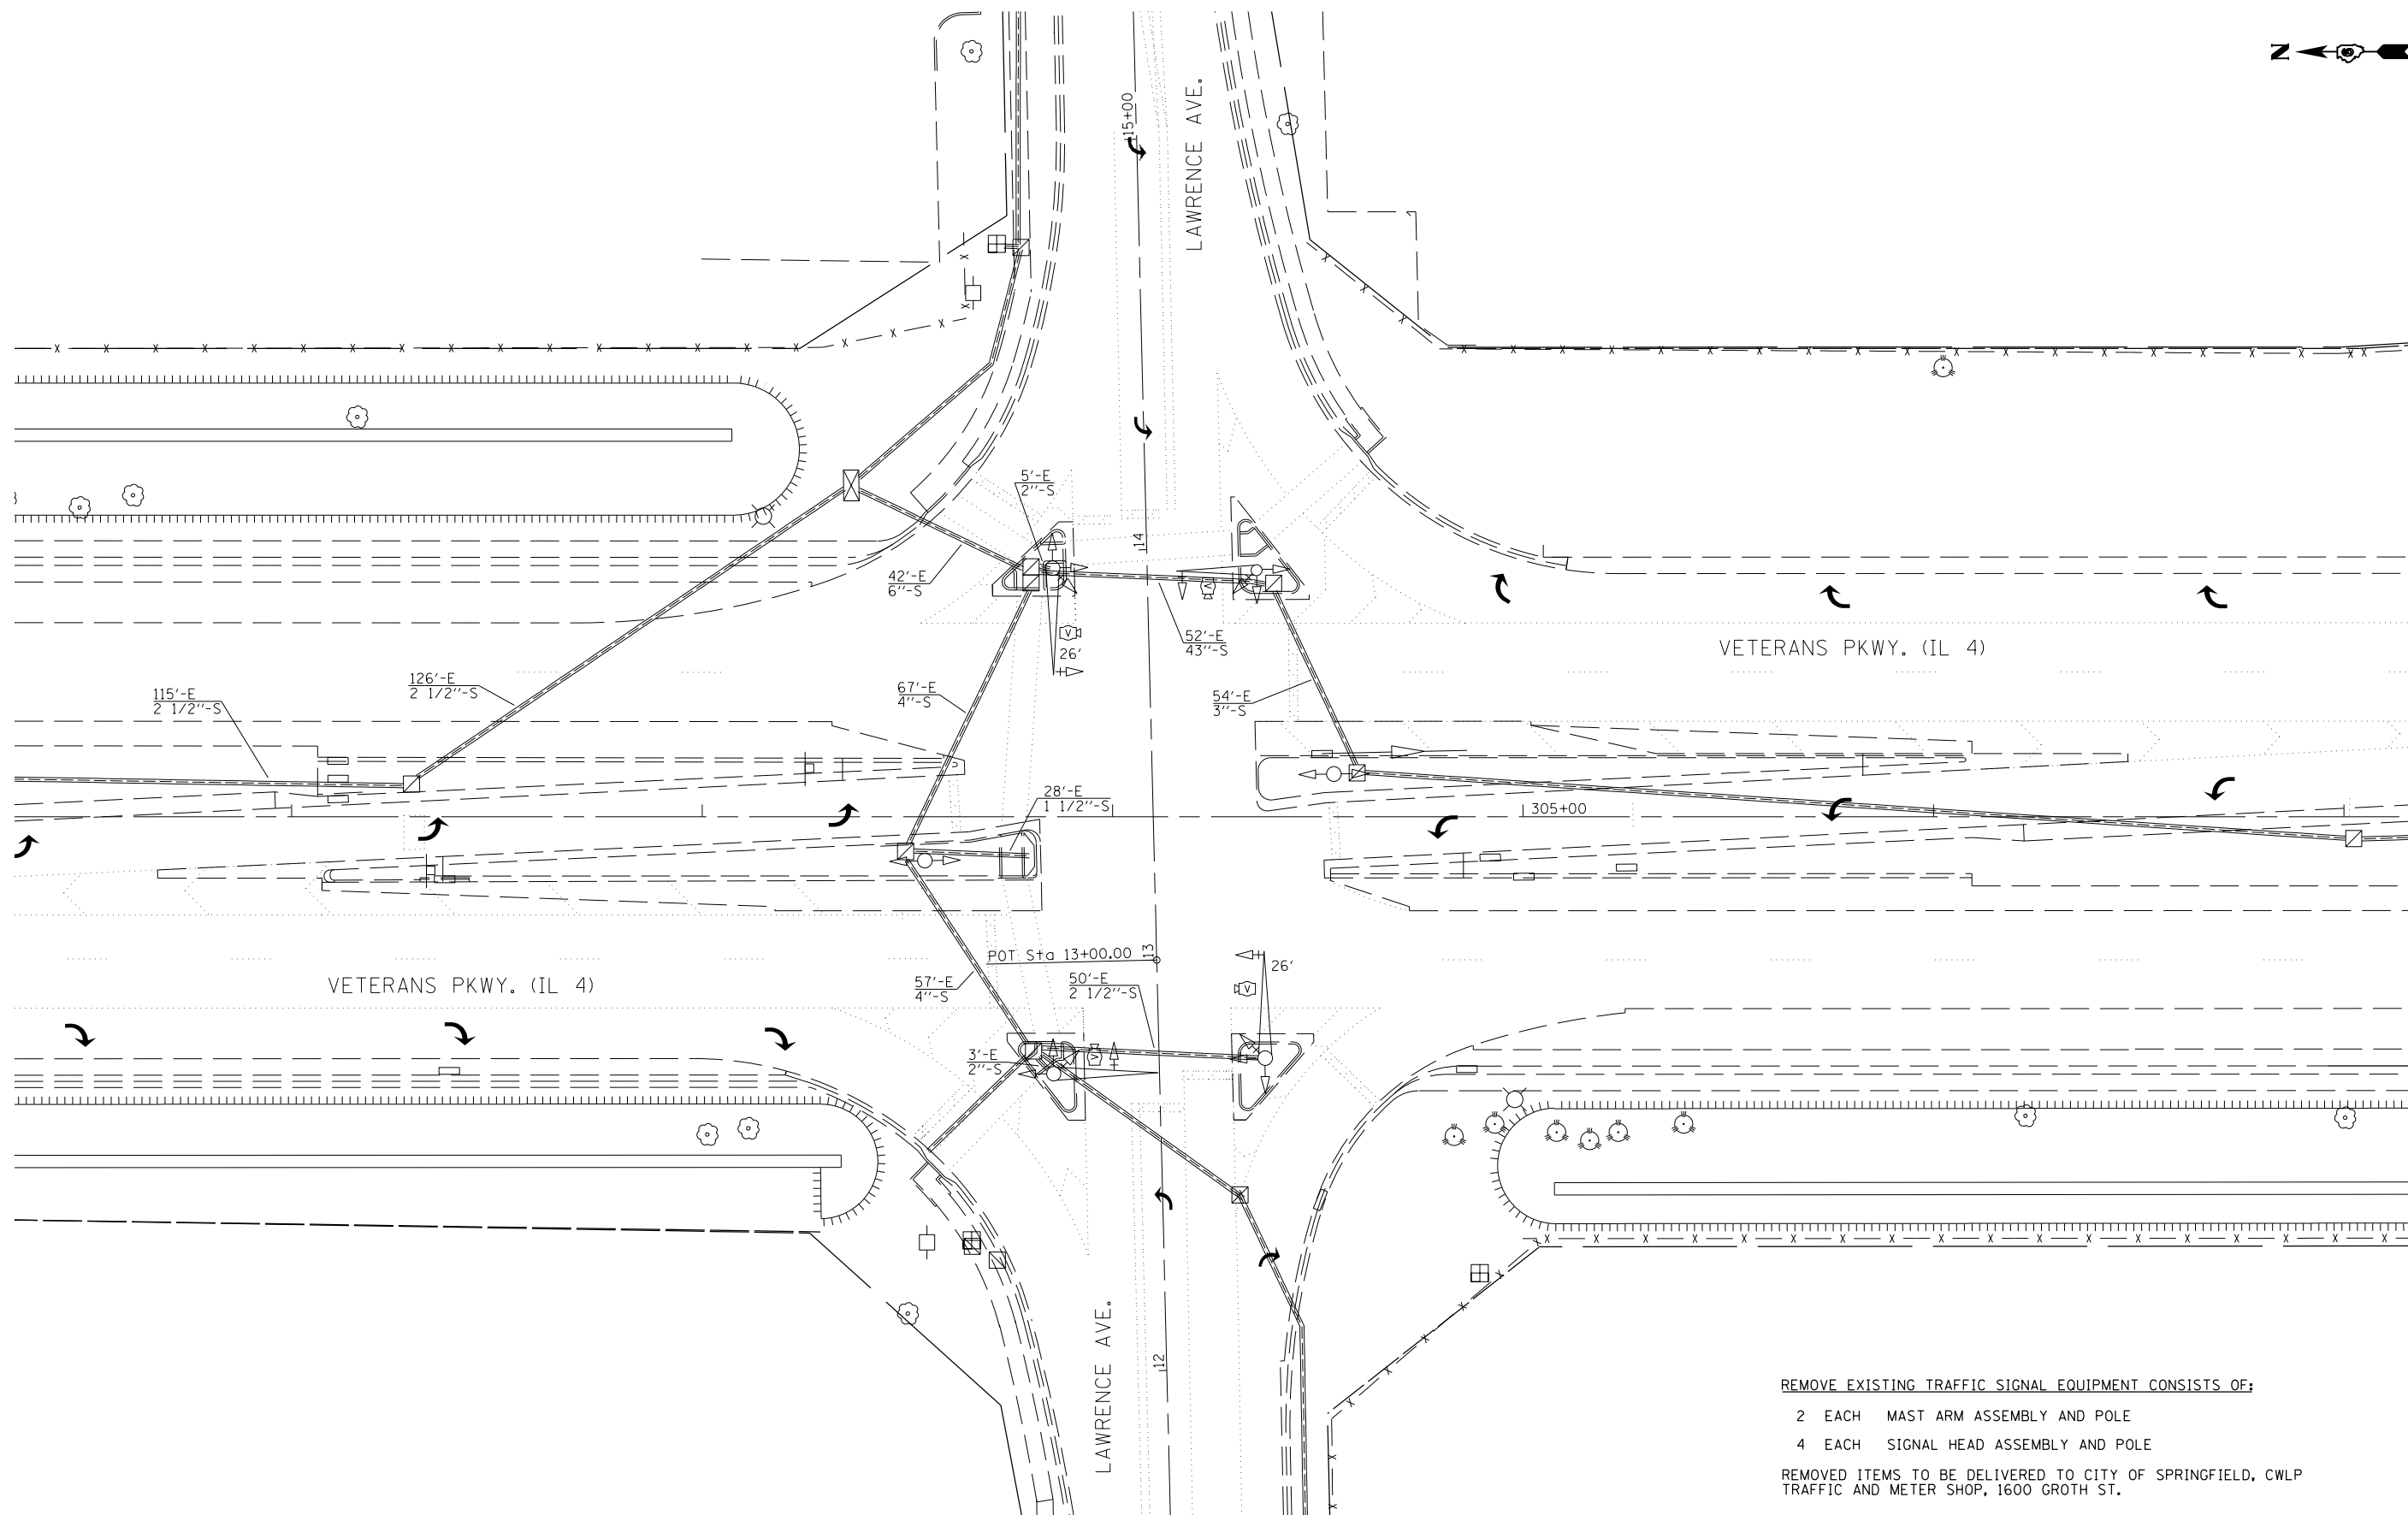 N
15+00
LAWRENCE AVE.
5'-E
2''-S
14
42'-E
6''-S
V
V
26'
52'-E
43''-S
VETERANS PKWY. (IL 4)
126'-E
2 1/2''-S
115'-E
2 1/2''-S
67'-E
4''-S
54'-E
3''-S
28'-E
1 1/2''-S
305+00
POT Sta 13+00.00
13
26'
VETERANS PKWY. (IL 4)
57'-E
4''-S
50'-E
2 1/2''-S
V
V
3'-E
2''-S
LAWRENCE AVE.
12
REMOVE EXISTING TRAFFIC SIGNAL EQUIPMENT CONSISTS OF:
2 EACH MAST ARM ASSEMBLY AND POLE
4 EACH SIGNAL HEAD ASSEMBLY AND POLE
REMOVED ITEMS TO BE DELIVERED TO CITY OF SPRINGFIELD, CWLP
TRAFFIC AND METER SHOP, 1600 GROTH ST.